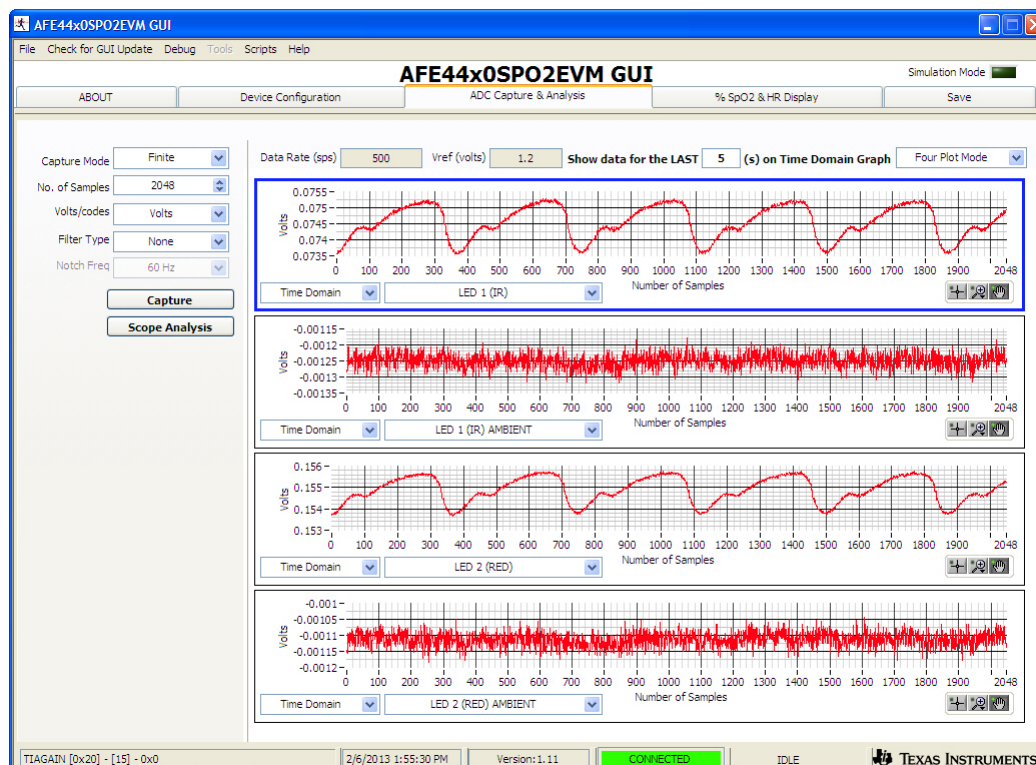 AFE44x0SPO2EVM GUI
File Check for GUI Update Debug Tools Scripts Help
AFE44x0SPO2EVM GUI
Simulation Mode
ABOUT Device Configuration ADC Capture & Analysis % SpO2 & HR Display Save
Capture Mode Finite
No. of Samples 2048
Volts/codes Volts
Filter Type None
Notch Freq 60 Hz
Capture
Scope Analysis
Data Rate (sps) 500 Vref (volts) 1.2 Show data for the LAST 5 (s) on Time Domain Graph Four Plot Mode
Volts
0.0755
0.075
0.0745
0.074
0.0735
0 100 200 300 400 500 600 700 800 900 1000 1100 1200 1300 1400 1500 1600 1700 1800 1900 2048
Number of Samples
Time Domain LED 1 (IR)
Volts
-0.00115
-0.0012
-0.00125
-0.0013
-0.00135
0 100 200 300 400 500 600 700 800 900 1000 1100 1200 1300 1400 1500 1600 1700 1800 1900 2048
Number of Samples
Time Domain LED 1 (IR) AMBIENT
Volts
0.156
0.155
0.154
0.153
0 100 200 300 400 500 600 700 800 900 1000 1100 1200 1300 1400 1500 1600 1700 1800 1900 2048
Number of Samples
Time Domain LED 2 (RED)
Volts
-0.001
-0.00105
-0.0011
-0.00115
-0.0012
0 100 200 300 400 500 600 700 800 900 1000 1100 1200 1300 1400 1500 1600 1700 1800 1900 2048
Number of Samples
Time Domain LED 2 (RED) AMBIENT
TIAGAIN [0x20] - [15] - 0x0 2/6/2013 1:55:30 PM Version:1.11 CONNECTED IDLE TEXAS INSTRUMENTS